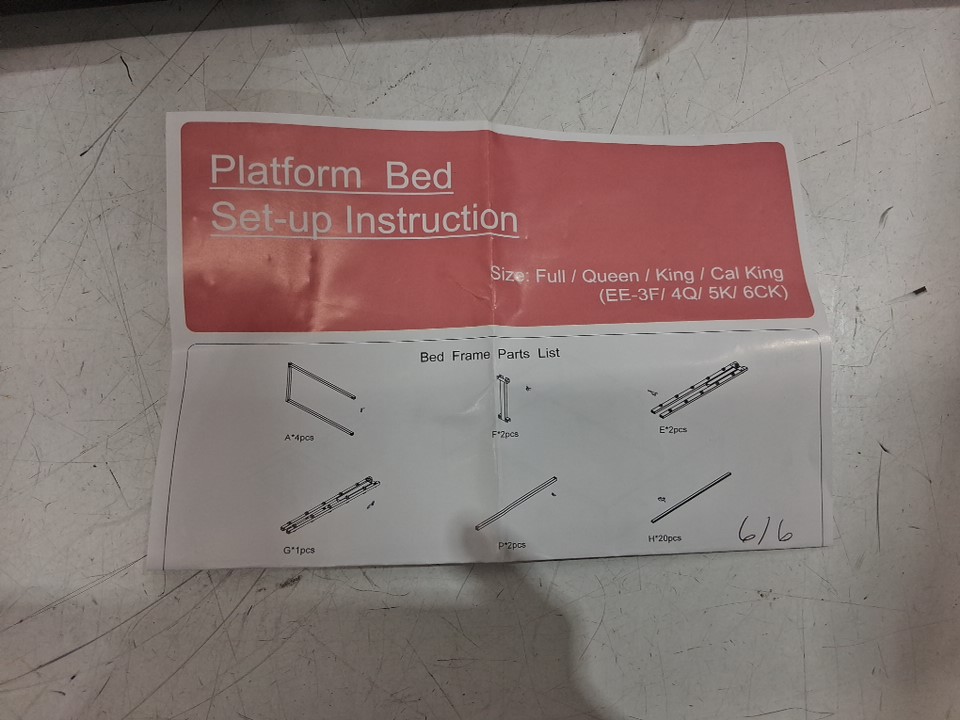 Platform Bed
Set-up Instruction
Size: Full / Queen / King / Cal King
(EE-3F/ 4Q/ 5K/ 6CK)
Bed Frame Parts List
A*4pcs
F*2pcs
E*2pcs
G*1pcs
P*2pcs
H*20pcs
6/6